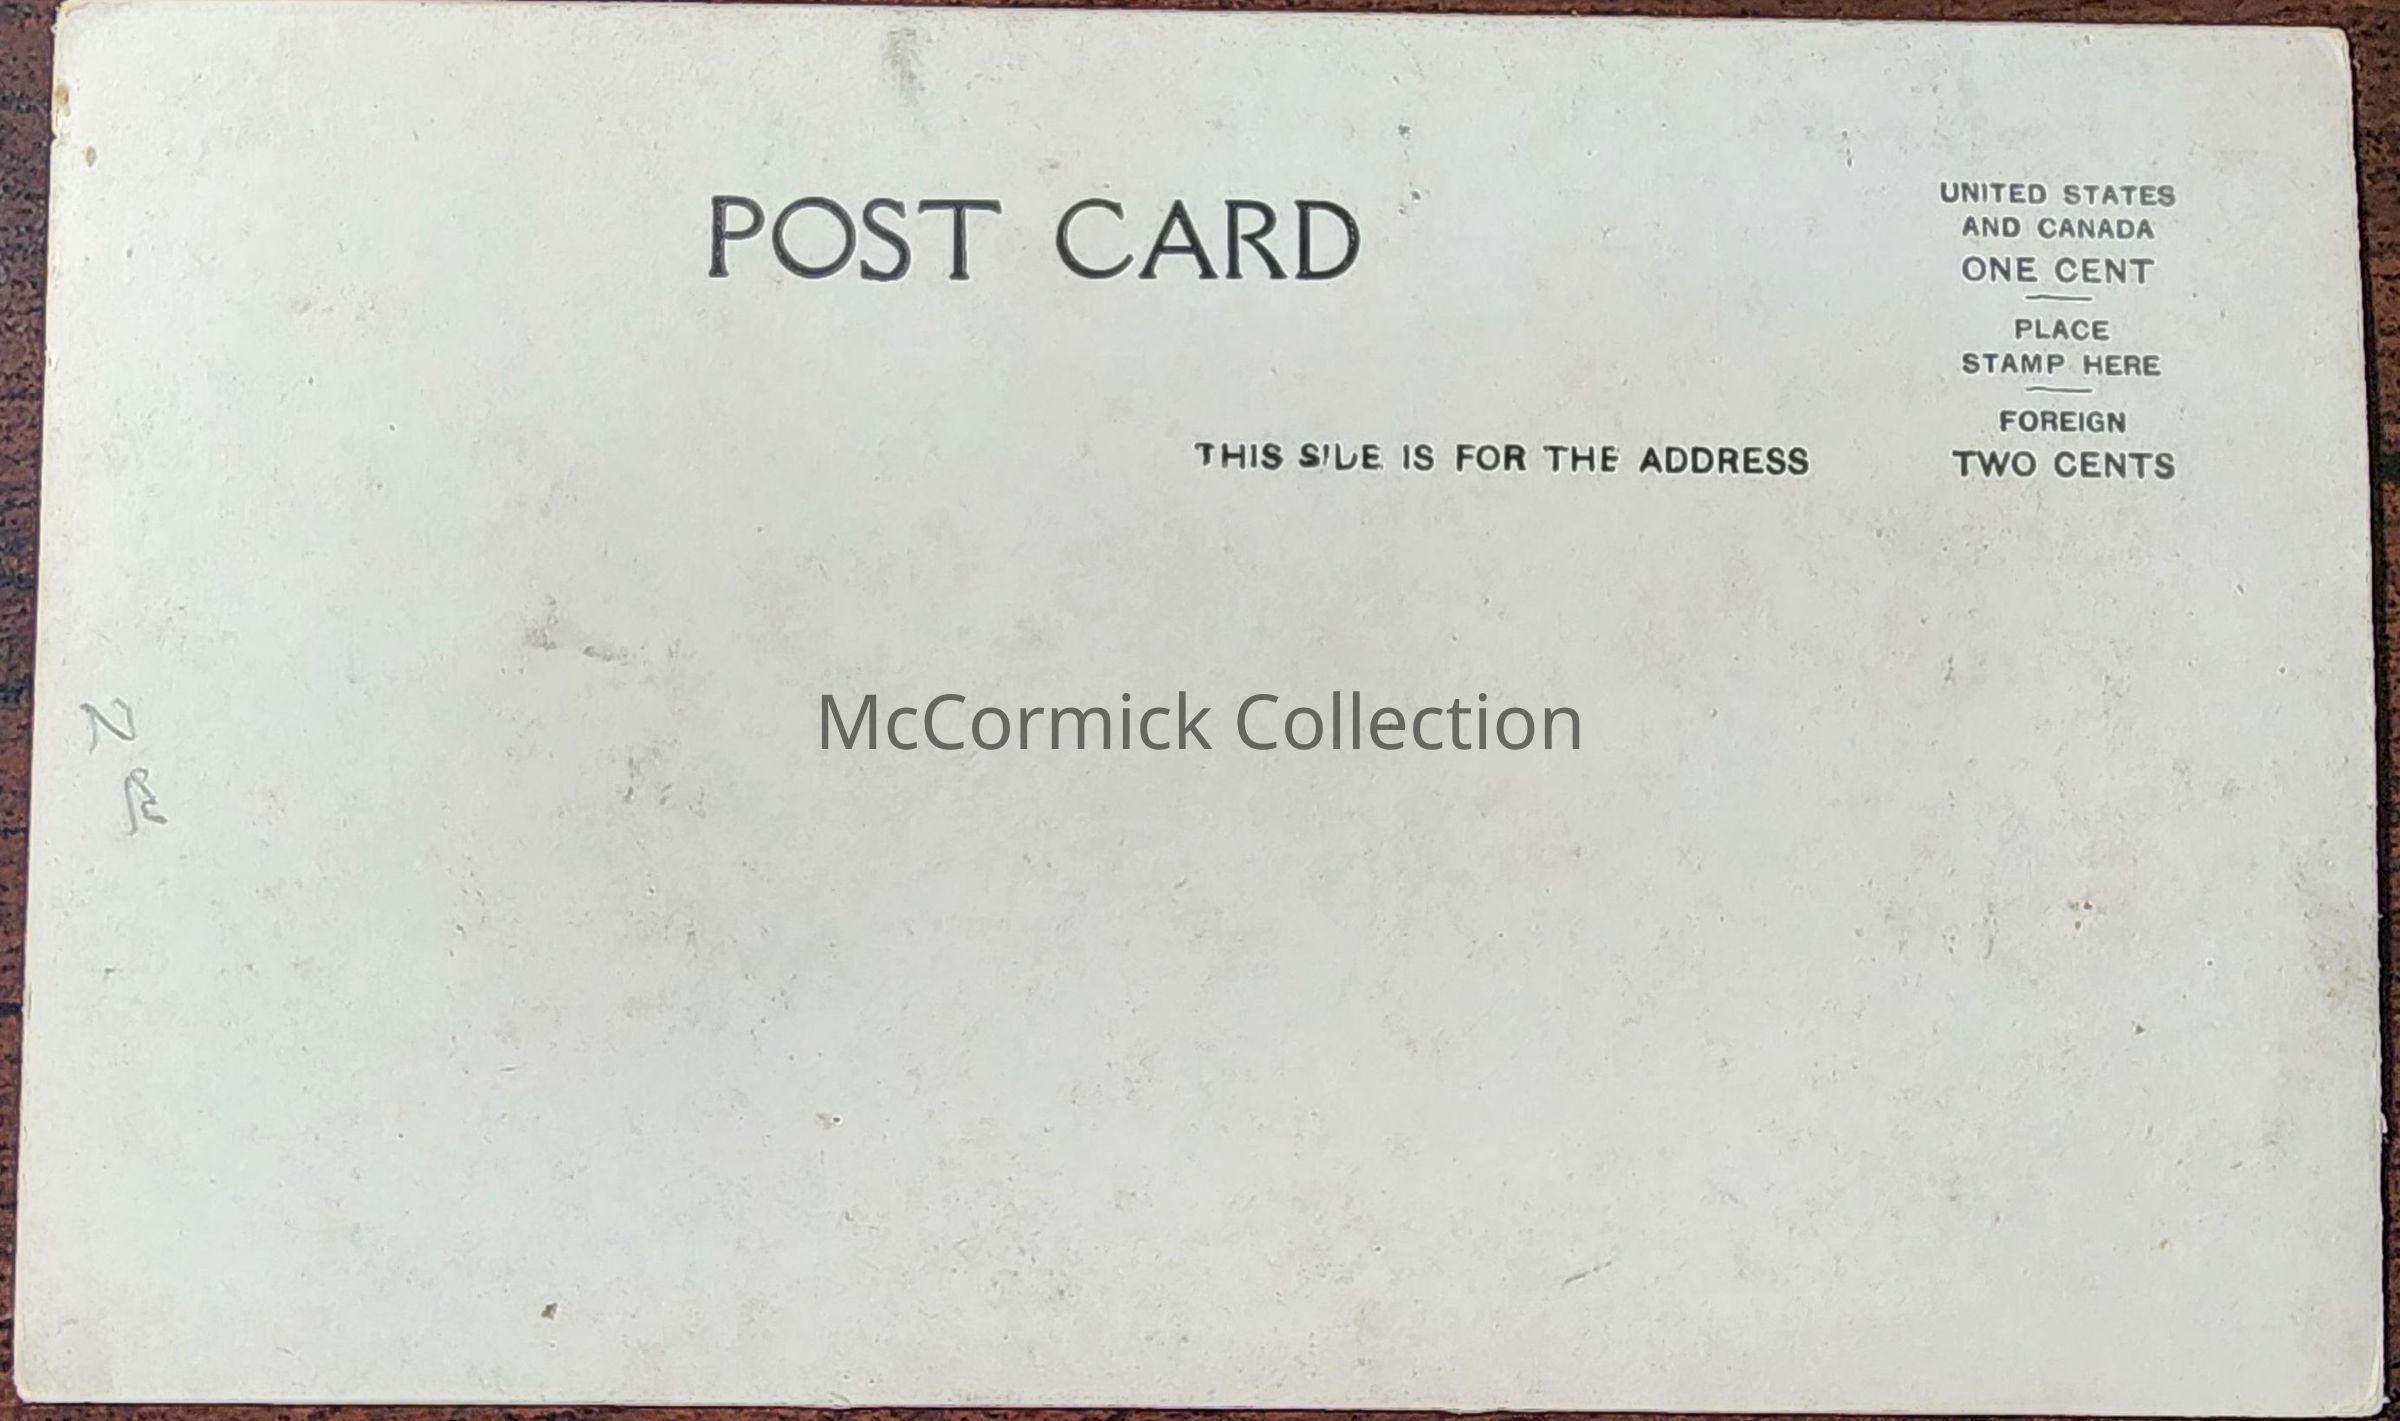 POST CARD
UNITED STATES
AND CANADA
ONE CENT
PLACE
STAMP HERE
FOREIGN
TWO CENTS
THIS SIDE IS FOR THE ADDRESS
McCormick Collection
2